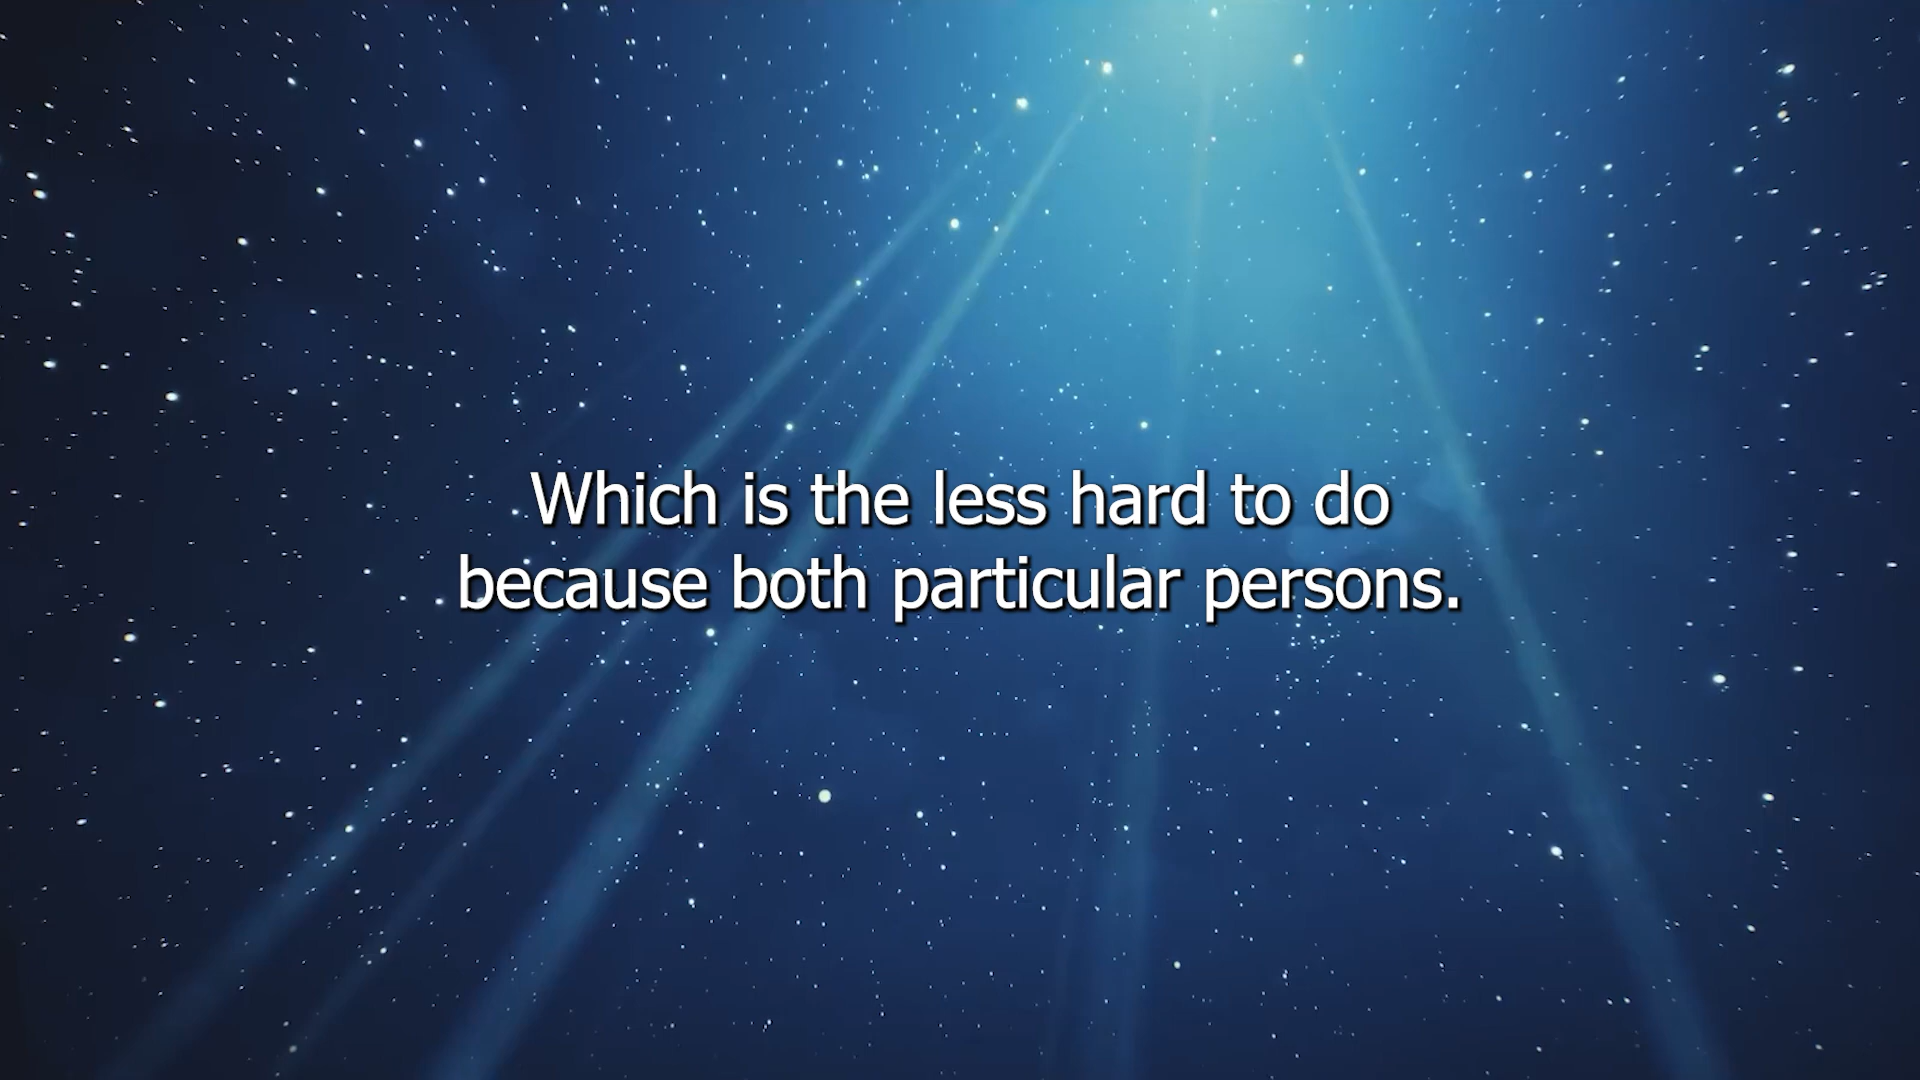 Which is the less hard to do
because both particular persons.